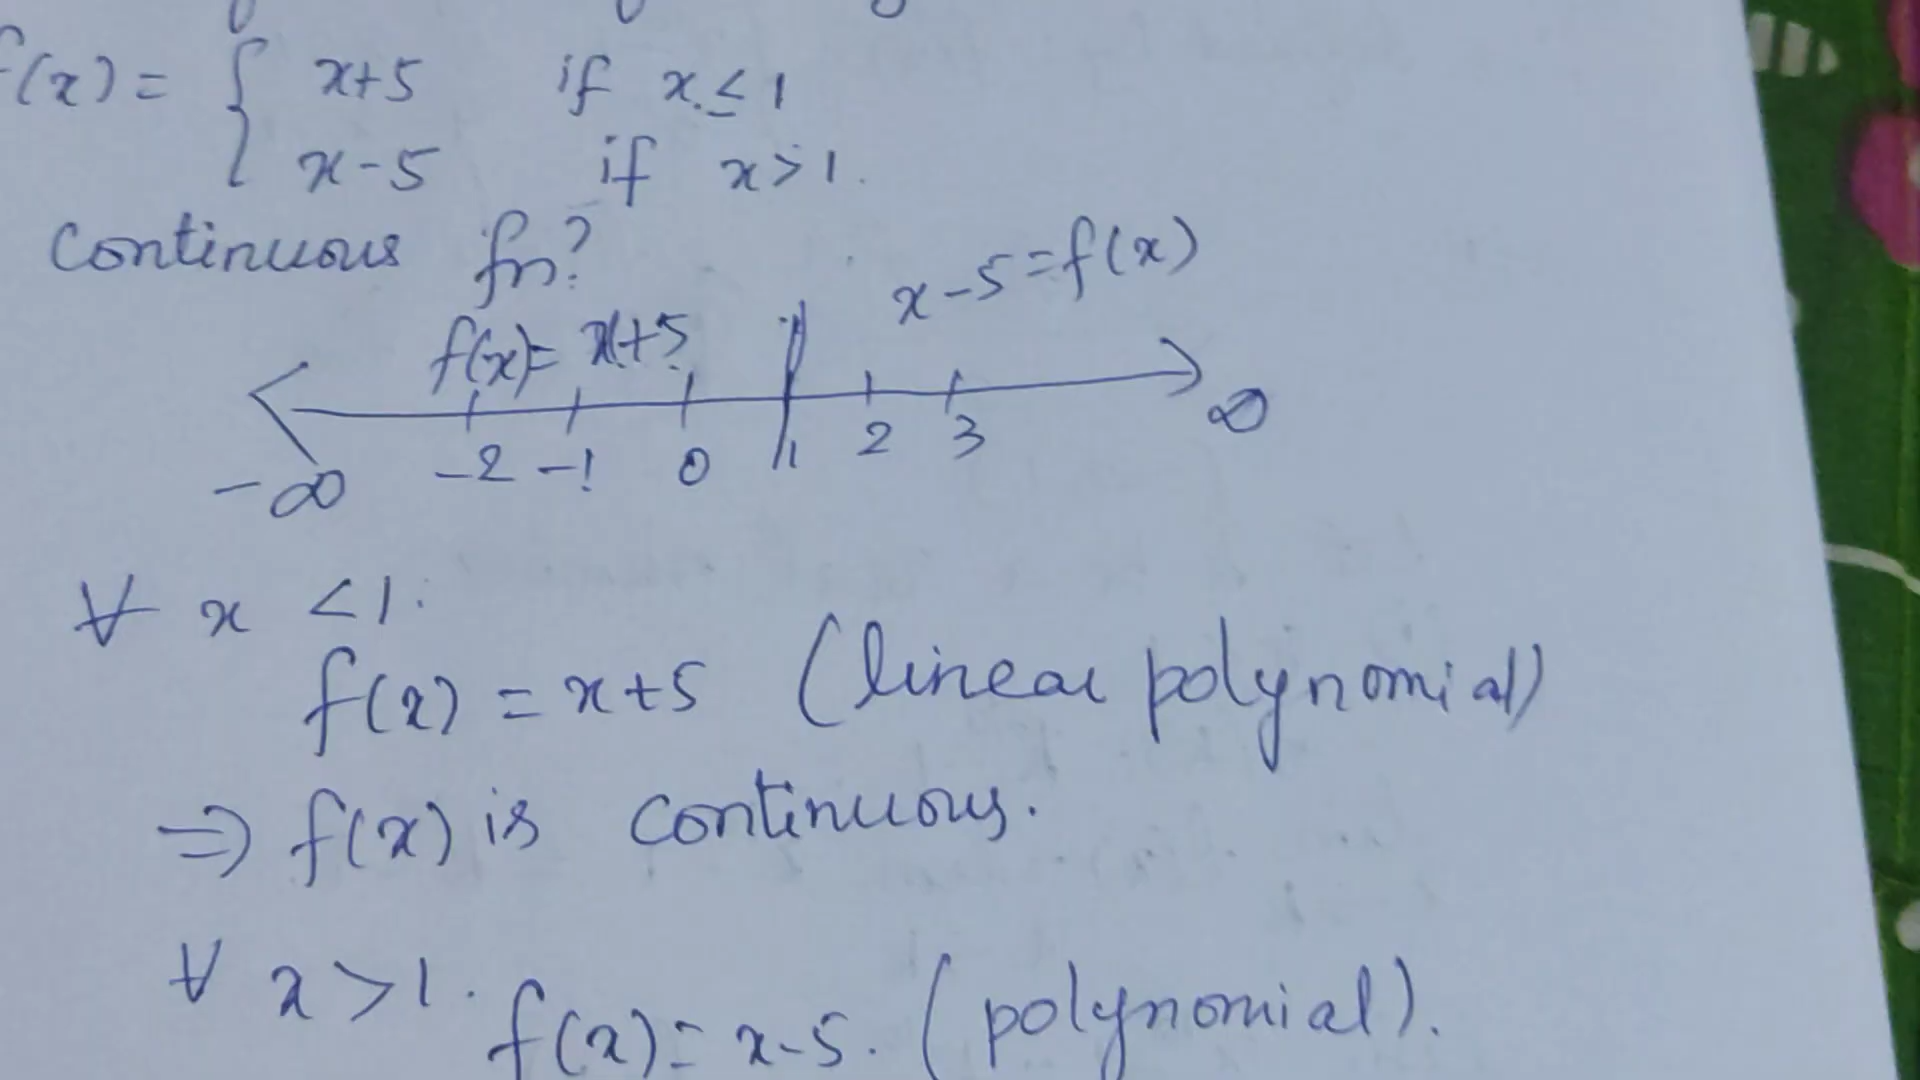 f(x) = { x+5 if x ≤ 1
x-5 if x > 1.
Continuous fn?
x-5 = f(x)
f(x) = x+5
-∞ -2 -1 0 1 2 3 ∞
∀ x < 1.
f(x) = x+5 (linear polynomial)
⇒ f(x) is continuous.
∀ x > 1. f(x) = x-5. (polynomial).